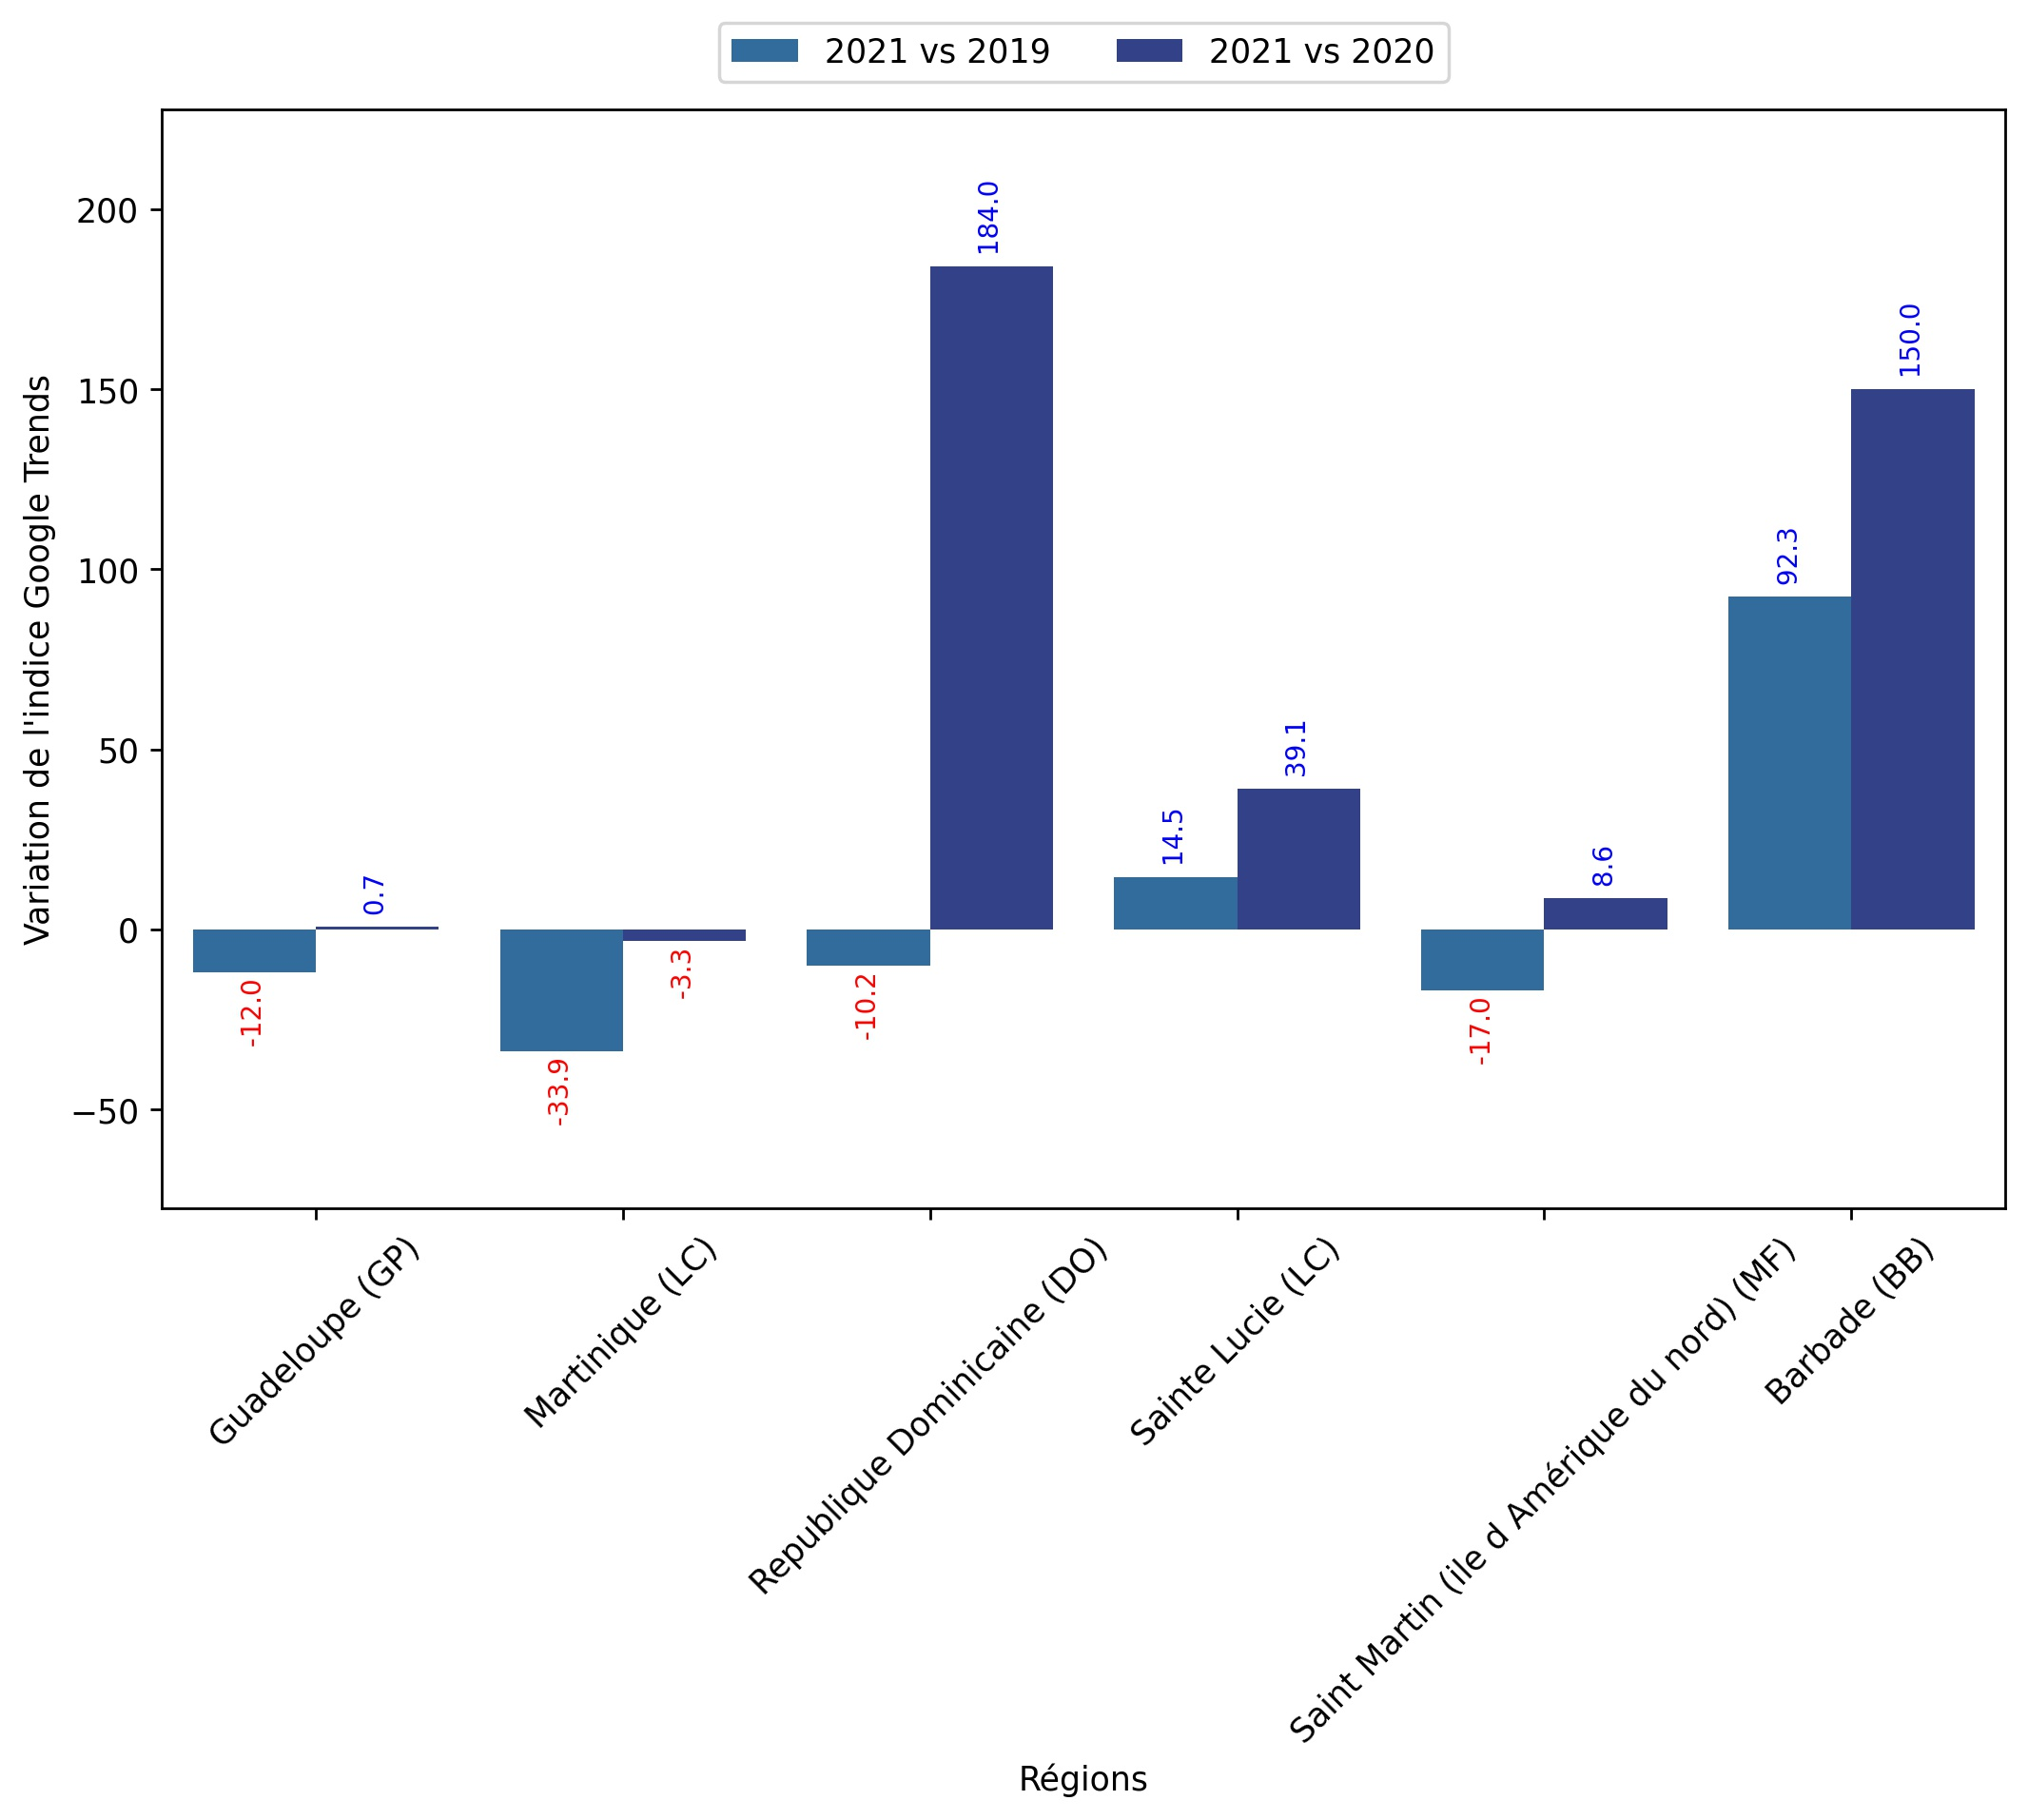 2021 vs 2019
2021 vs 2020
Variation de l'indice Google Trends
200
150
100
50
0
−50
-12.0
0.7
-33.9
-3.3
-10.2
184.0
14.5
39.1
-17.0
8.6
92.3
150.0
Guadeloupe (GP)
Martinique (LC)
Republique Dominicaine (DO)
Sainte Lucie (LC)
Saint Martin (ile d Amérique du nord) (MF)
Barbade (BB)
Régions